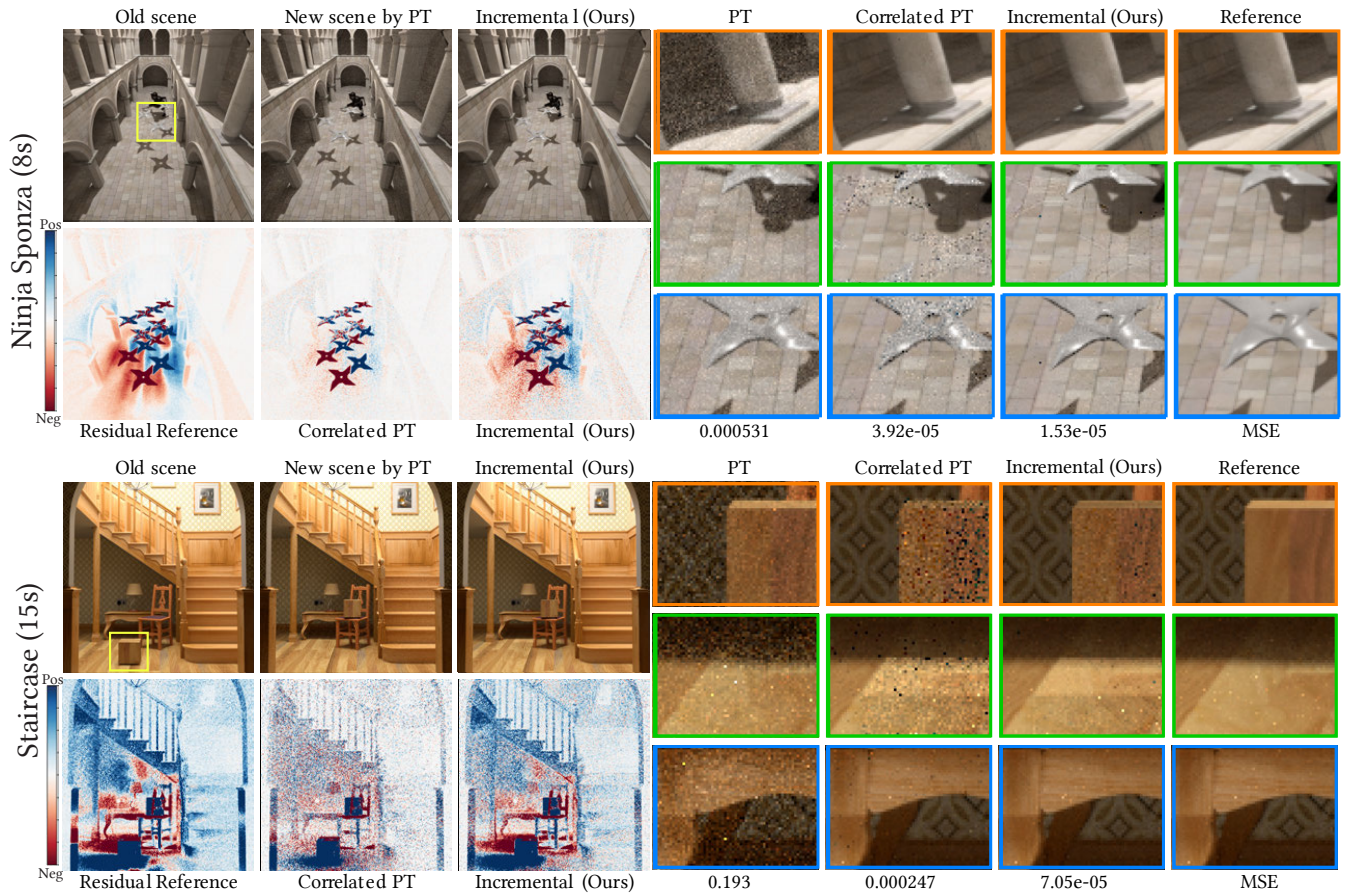 Old scene New scene by PT Incremental (Ours) PT Correlated PT Incremental (Ours) Reference
Ninja Sponza (8s)
Pos
Neg
Residual Reference Correlated PT Incremental (Ours) 0.000531 3.92e-05 1.53e-05 MSE
Old scene New scene by PT Incremental (Ours) PT Correlated PT Incremental (Ours) Reference
Staircase (15s)
Pos
Neg
Residual Reference Correlated PT Incremental (Ours) 0.193 0.000247 7.05e-05 MSE